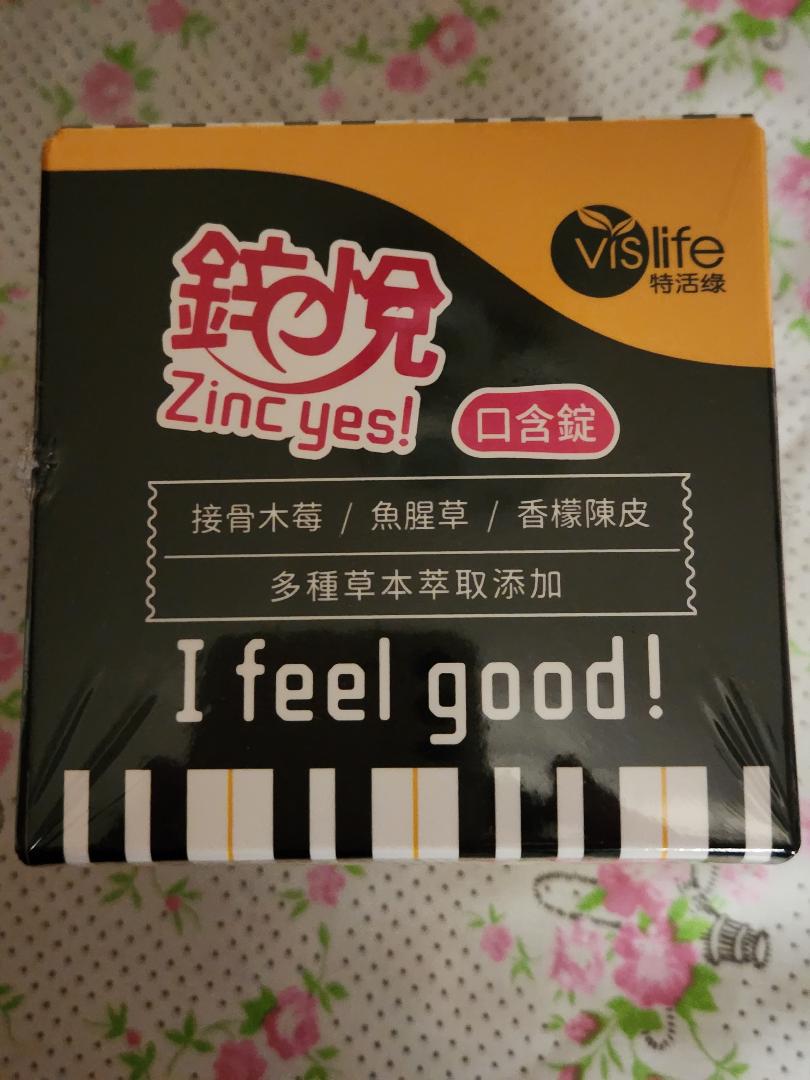 vislife
特活綠
鋅悅
Zinc yes!
口含錠
接骨木莓 / 魚腥草 / 香檬陳皮
多種草本萃取添加
I feel good!